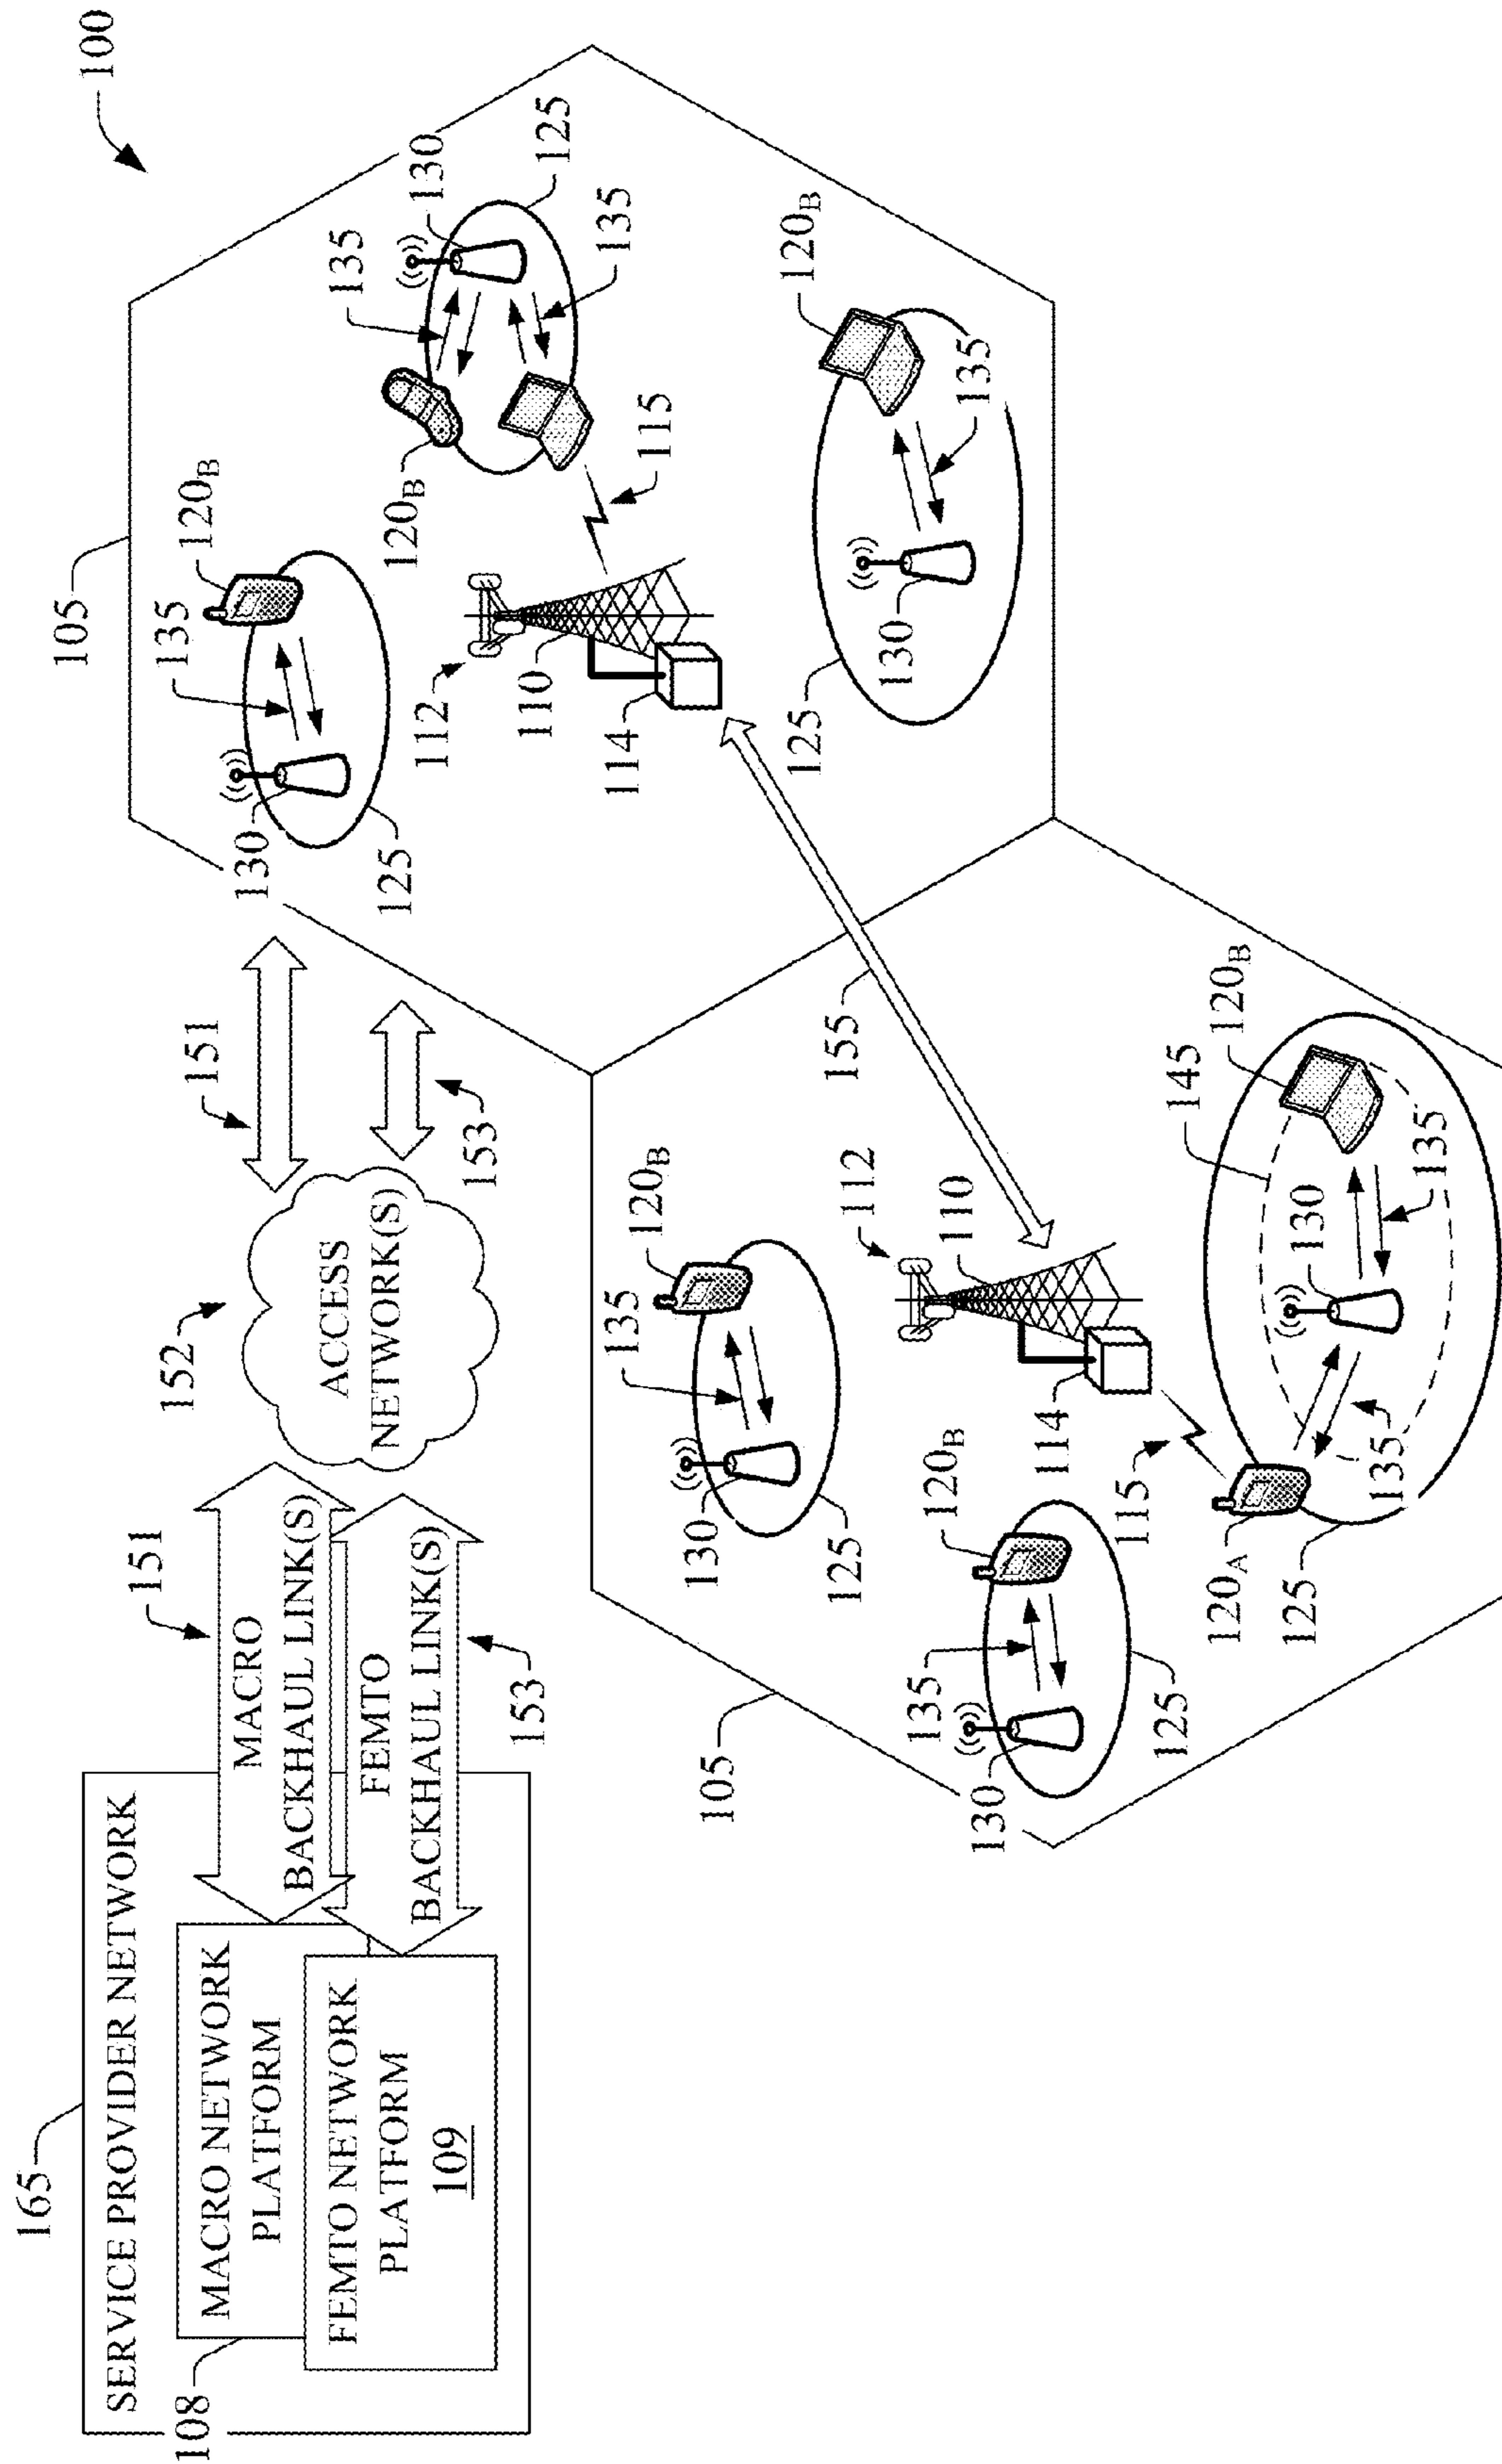 100
165
SERVICE PROVIDER NETWORK
108
MACRO NETWORK
PLATFORM
FEMTO NETWORK
PLATFORM
109
151
MACRO
BACKHAUL LINK(S)
FEMTO
BACKHAUL LINK(S)
153
152
ACCESS
NETWORK(S)
151
153
105
130
135
120B
125
112
110
114
120B
135
130
125
135
115
125
130
120B
135
155
105
130
135
120B
125
130
135
120B
125
112
110
114
115
120A
125
135
130
145
120B
135